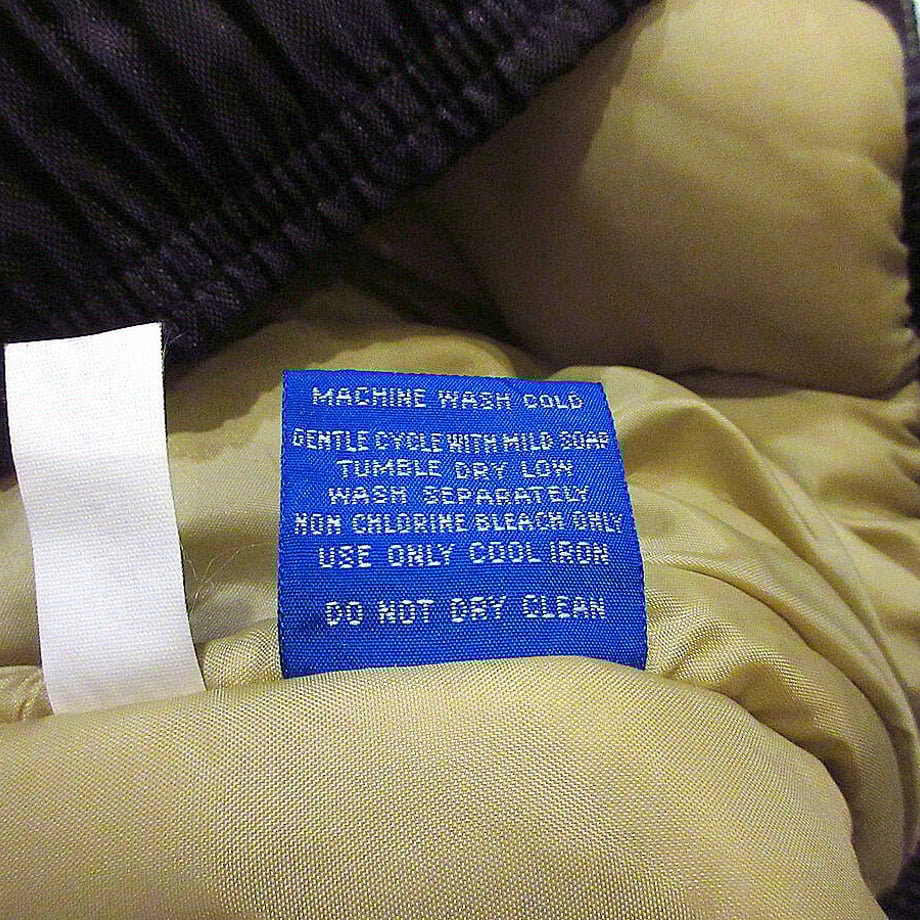 MACHINE WASH COLD
GENTLE CYCLE WITH MILD SOAP
TUMBLE DRY LOW
WASH SEPARATELY
NON CHLORINE BLEACH ONLY
USE ONLY COOL IRON
DO NOT DRY CLEAN